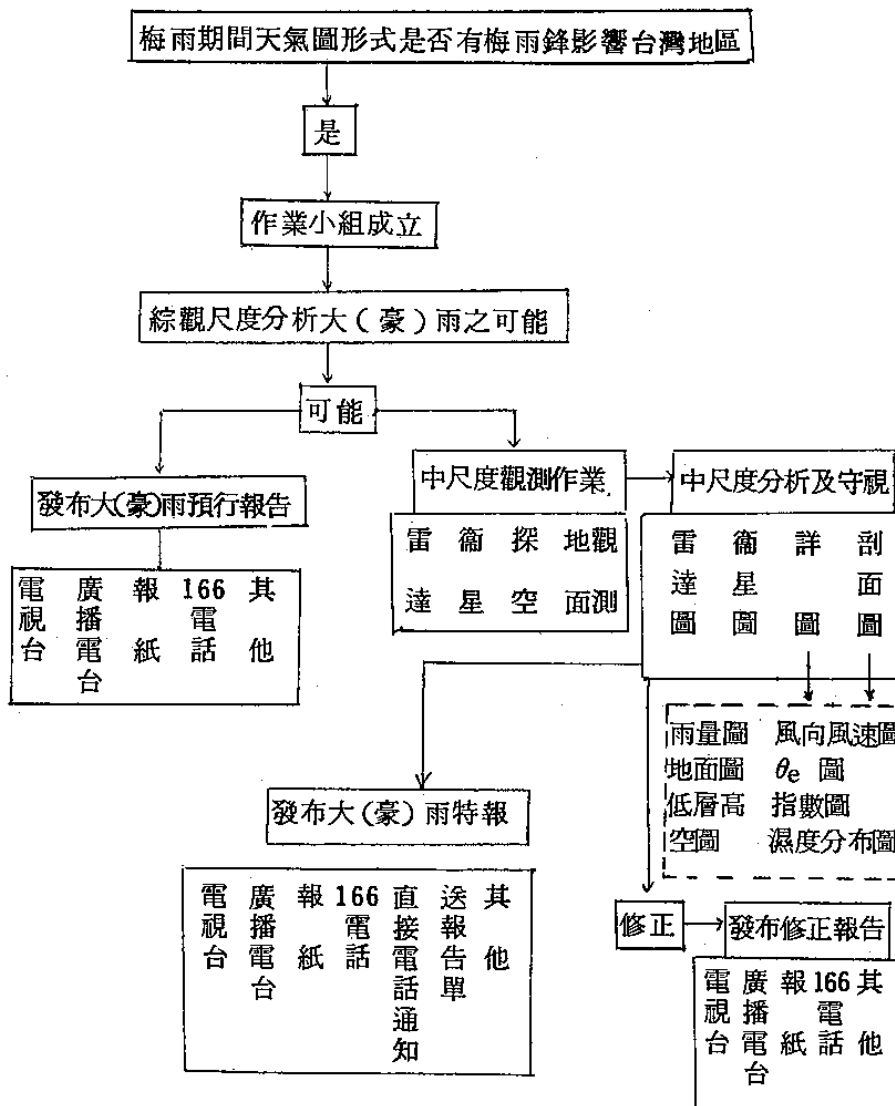 梅雨期間天氣圖形式是否有梅雨鋒影響台灣地區
是
作業小組成立
綜觀尺度分析大（豪）雨之可能
可能
發布大(豪)雨預行報告
電視台
廣播電台
報紙
166電話
其他
中尺度觀測作業
雷達
衞星
探空
地面觀測
中尺度分析及守視
雷達圖
衞星圖
詳圖
剖面圖
雨量圖
地面圖
低層高空圖
風向風速圖
θe 圖
指數圖
濕度分布圖
發布大(豪)雨特報
電視台
廣播電台
報紙
166電話
直接電話通知
送報告單
其他
修正
發布修正報告
電視台
廣播電台
報紙
166電話
其他